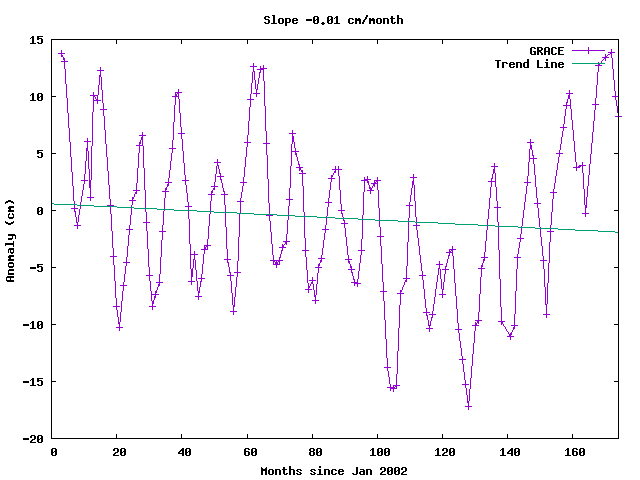 Slope -0.01 cm/month
GRACE
Trend Line
Anomaly (cm)
15
10
5
0
-5
-10
-15
-20
0 20 40 60 80 100 120 140 160
Months since Jan 2002